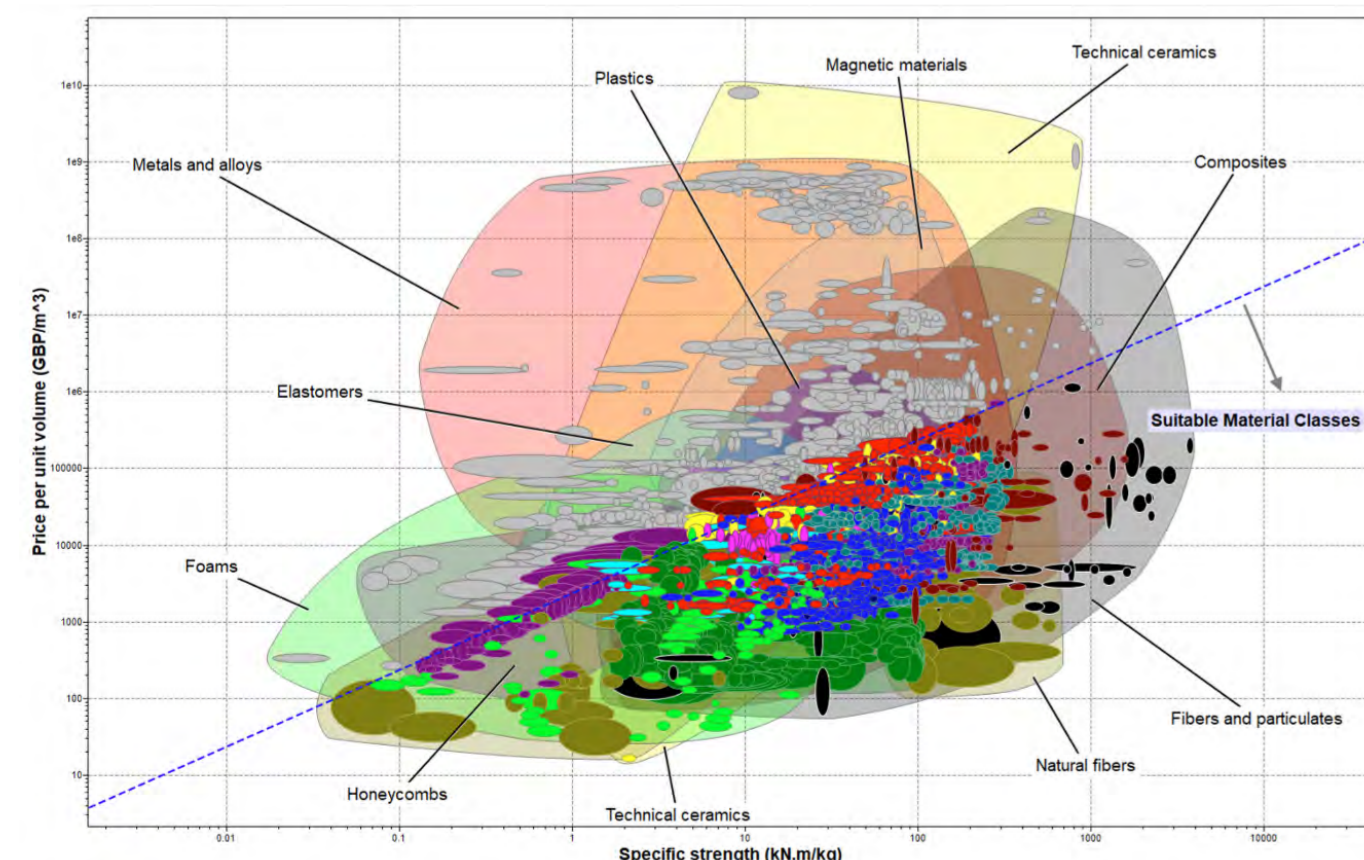 Technical ceramics
Magnetic materials
Plastics
Metals and alloys
Composites
Elastomers
Suitable Material Classes
Foams
Fibers and particulates
Natural fibers
Honeycombs
Technical ceramics
Price per unit volume (GBP/m^3)
1e10
1e9
1e8
1e7
1e6
100000
10000
1000
100
10
0.01
0.1
1
10
100
1000
10000
Specific strength (kN.m/kg)